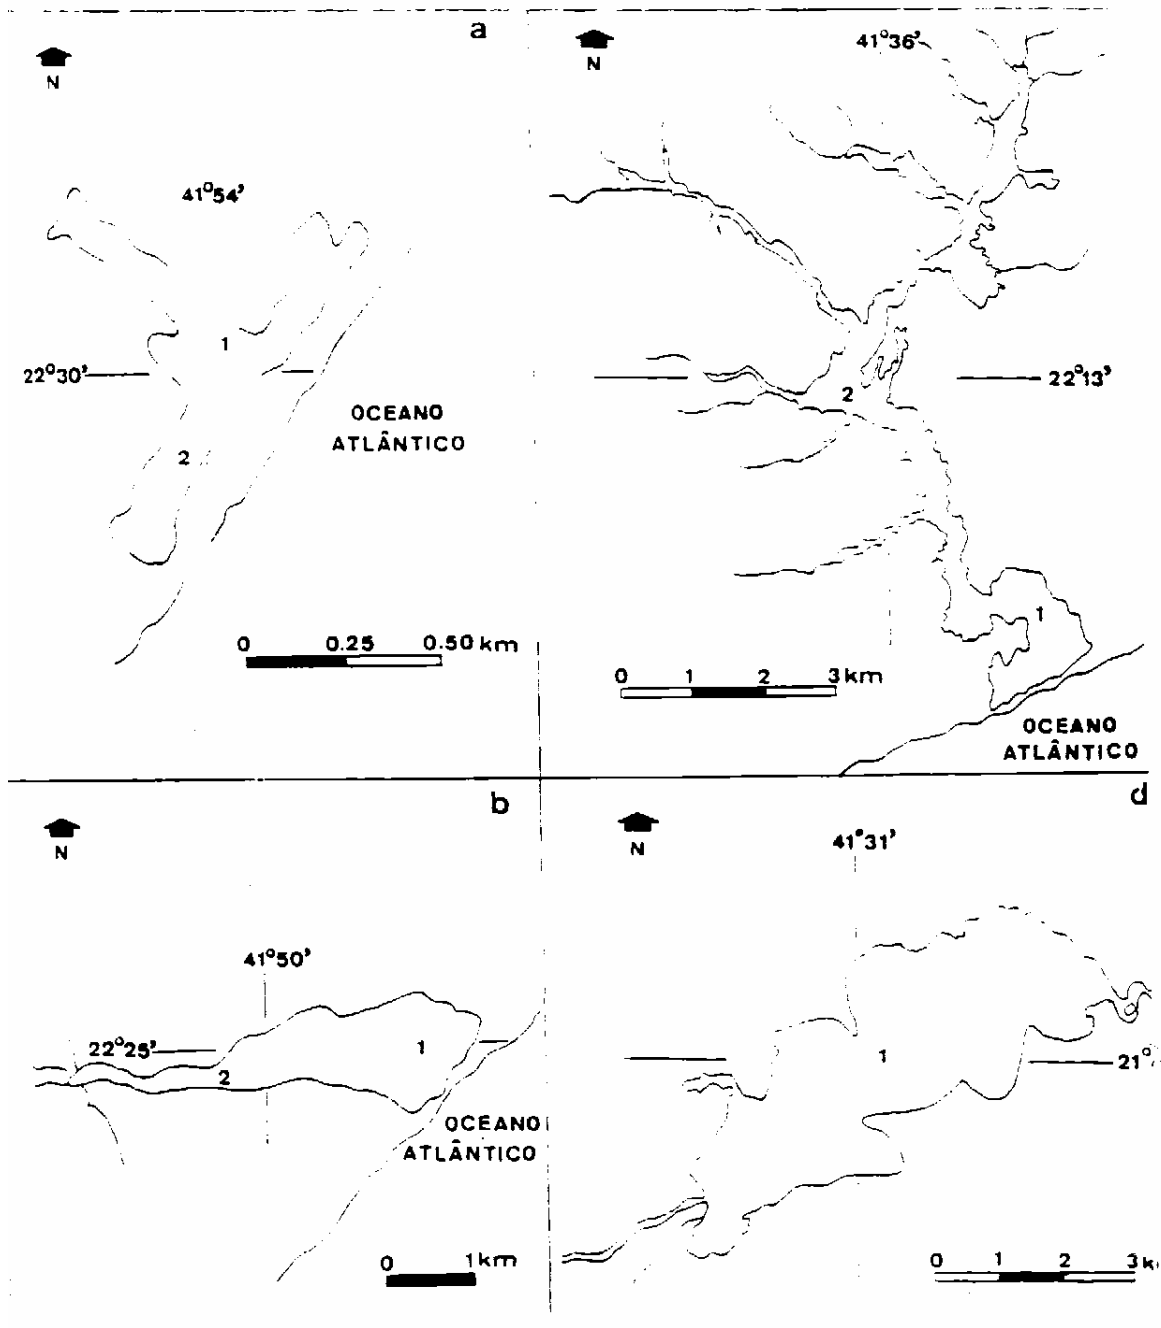 a
N
41°54'
1
22°30'
OCEANO
ATLÂNTICO
2
0 0.25 0.50 km
N
41°36'
22°13'
2
1
0 1 2 3 km
OCEANO
ATLÂNTICO
b
N
41°50'
22°25'
1
2
OCEANO
ATLÂNTICO
0 1 km
d
N
41°31'
1
21°
0 1 2 3 k